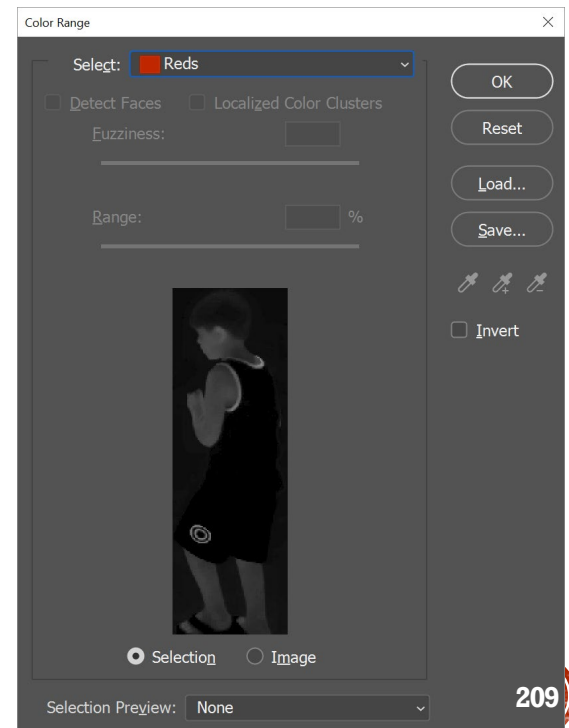 Color Range
Select: Reds
Detect Faces Localized Color Clusters
Fuzziness:
Range: %
OK
Reset
Load...
Save...
Invert
Selection Image
Selection Preview: None
209